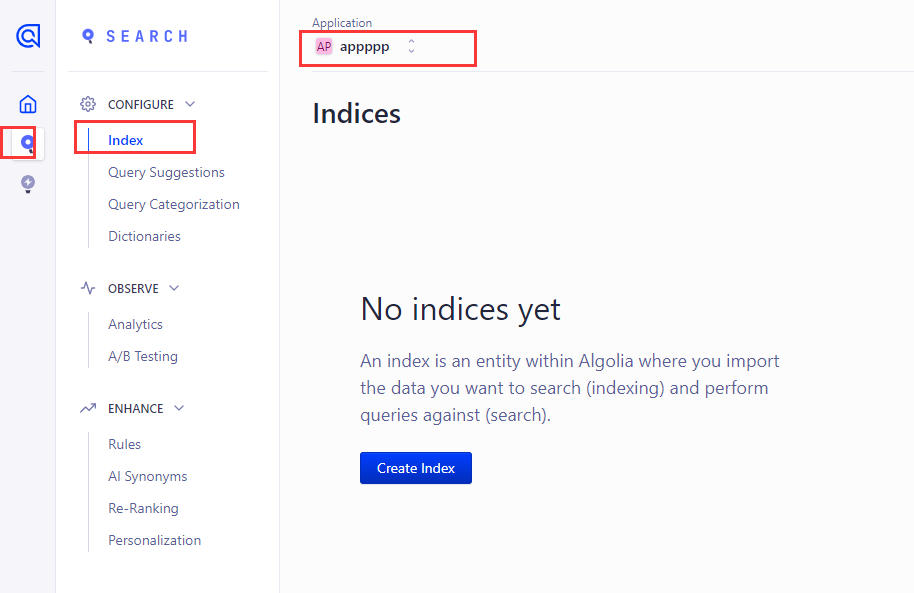 SEARCH
CONFIGURE
Index
Query Suggestions
Query Categorization
Dictionaries
OBSERVE
Analytics
A/B Testing
ENHANCE
Rules
AI Synonyms
Re-Ranking
Personalization
Application
AP appppp
Indices
No indices yet
An index is an entity within Algolia where you import
the data you want to search (indexing) and perform
queries against (search).
Create Index